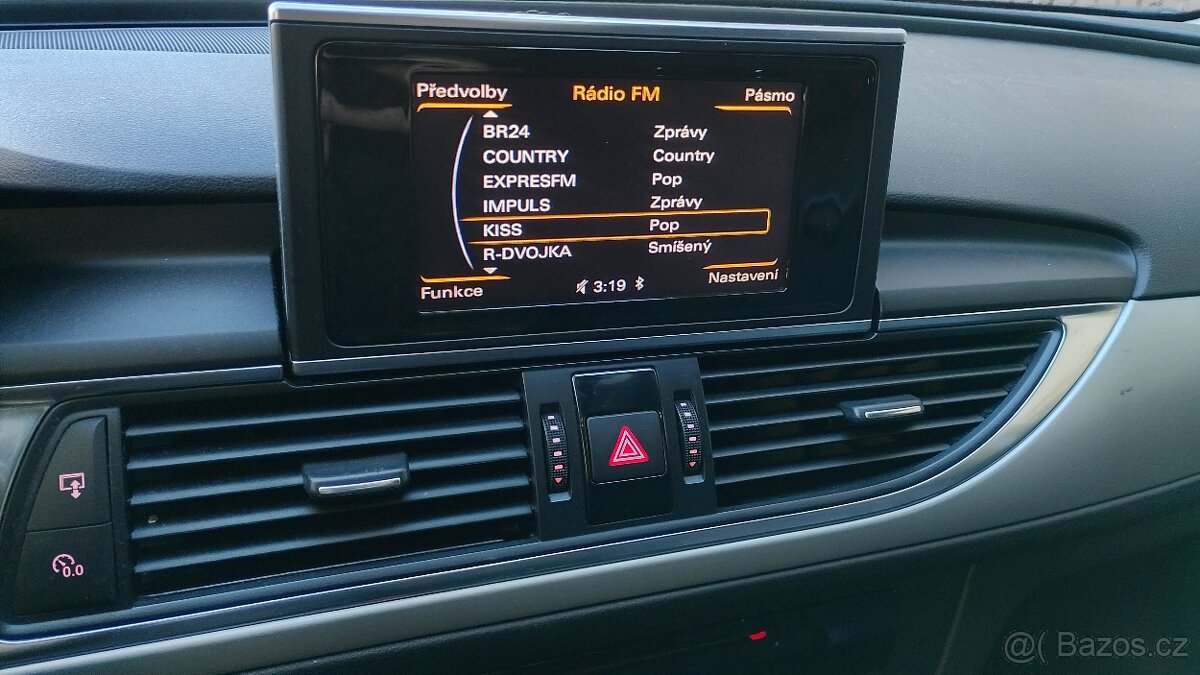 Předvolby Rádio FM Pásmo
BR24 Zprávy
COUNTRY Country
EXPRESFM Pop
IMPULS Zprávy
KISS Pop
R-DVOJKA Smíšený
Funkce 3:19 Nastavení
0.0
@( Bazos.cz